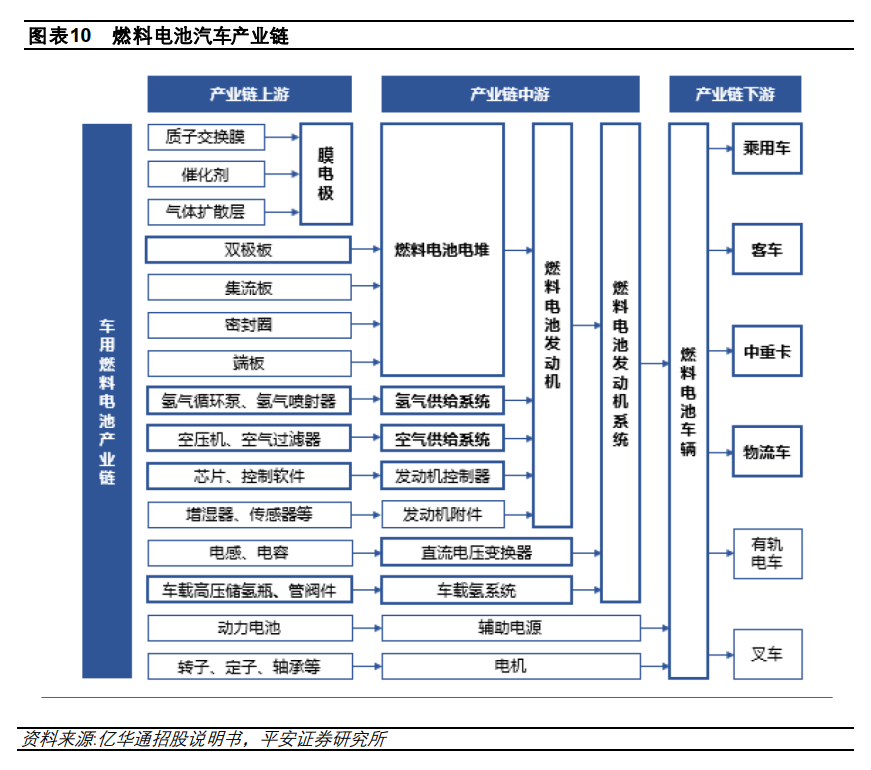 图表10 燃料电池汽车产业链
产业链上游
产业链中游
产业链下游
车用燃料电池产业链
质子交换膜
催化剂
气体扩散层
膜电极
双极板
集流板
密封圈
端板
氢气循环泵、氢气喷射器
空压机、空气过滤器
芯片、控制软件
增湿器、传感器等
电感、电容
车载高压储氢瓶、管阀件
动力电池
转子、定子、轴承等
燃料电池电堆
氢气供给系统
空气供给系统
发动机控制器
发动机附件
直流电压变换器
车载氢系统
辅助电源
电机
燃料电池发动机
燃料电池发动机系统
燃料电池车辆
乘用车
客车
中重卡
物流车
有轨
电车
叉车
资料来源:亿华通招股说明书，平安证券研究所